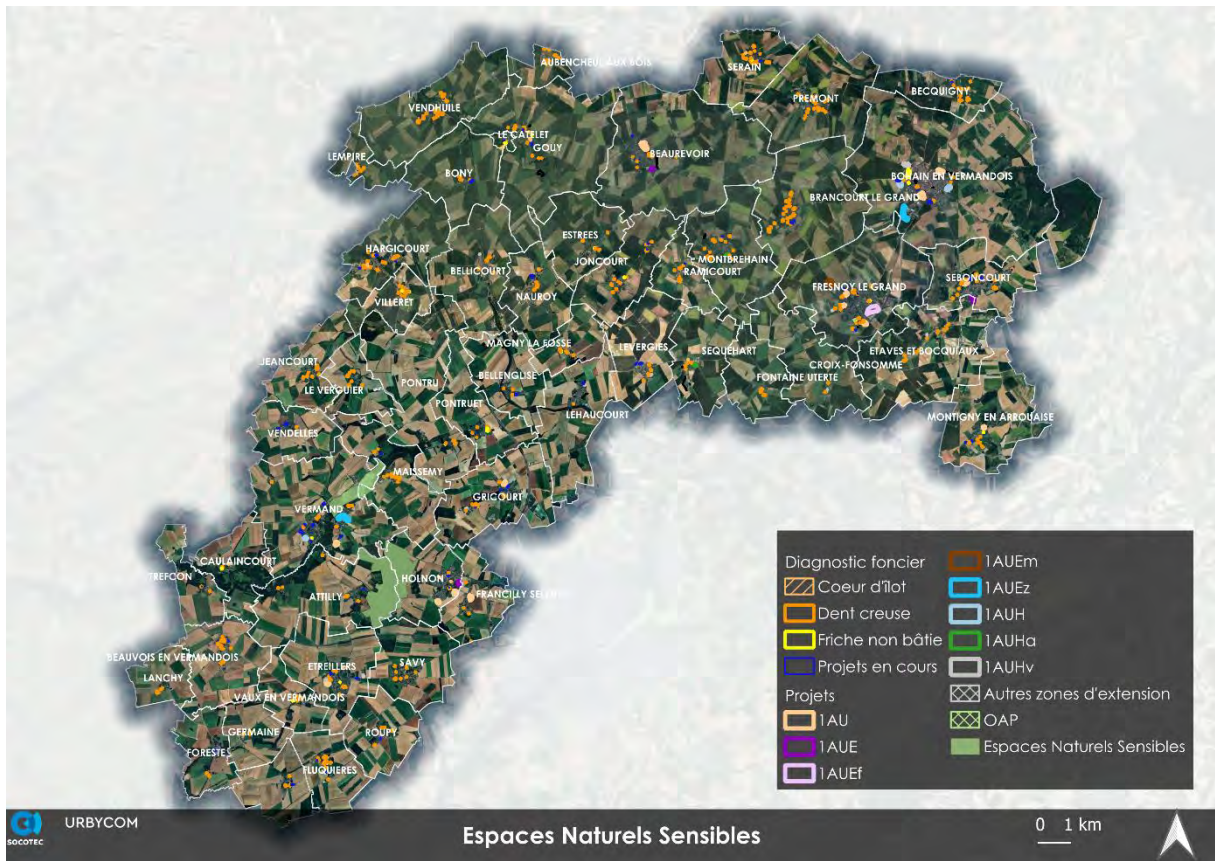 AUBENCHEUL AUX BOIS
SERAIN
PREMONT
BECQUIGNY
VENDHUILE
LE CATELET
GOUY
BEAUREVOIR
LEMPIRE
BONY
BOHAIN EN VERMANDOIS
BRANCOURT LE GRAND
HARGICOURT
ESTREES
JONCOURT
MONTBREHAIN
RAMICOURT
BELLICOURT
NAUROY
VILLERET
FRESNOY LE GRAND
SEBONCOURT
MAGNY LA FOSSE
LEVERGIES
SEQUEHART
ETAVES ET BOCQUIAUX
CROIX-FONSOMME
FONTAINE UTERTE
JEANCOURT
LE VERGUIER
PONTRU
BELLENGLISE
PONTRUET
LEHAUCOURT
MONTIGNY EN ARROUAISE
VENDELLES
MAISSEMY
GRICOURT
VERMAND
CAULAINCOURT
TREFCON
HOLNON
ATTILLY
FRANCILLY SELENCY
BEAUVOIS EN VERMANDOIS
LANCHY
ETREILLERS
SAVY
VAUX EN VERMANDOIS
GERMAINE
ROUPY
FORESTE
FLUQUIERES
Diagnostic foncier
Coeur d'îlot
Dent creuse
Friche non bâtie
Projets en cours
Projets
1AU
1AUE
1AUEf
1AUEm
1AUEz
1AUH
1AUHa
1AUHv
Autres zones d'extension
OAP
Espaces Naturels Sensibles
SOCOTEC
URBYCOM
Espaces Naturels Sensibles
0 1 km